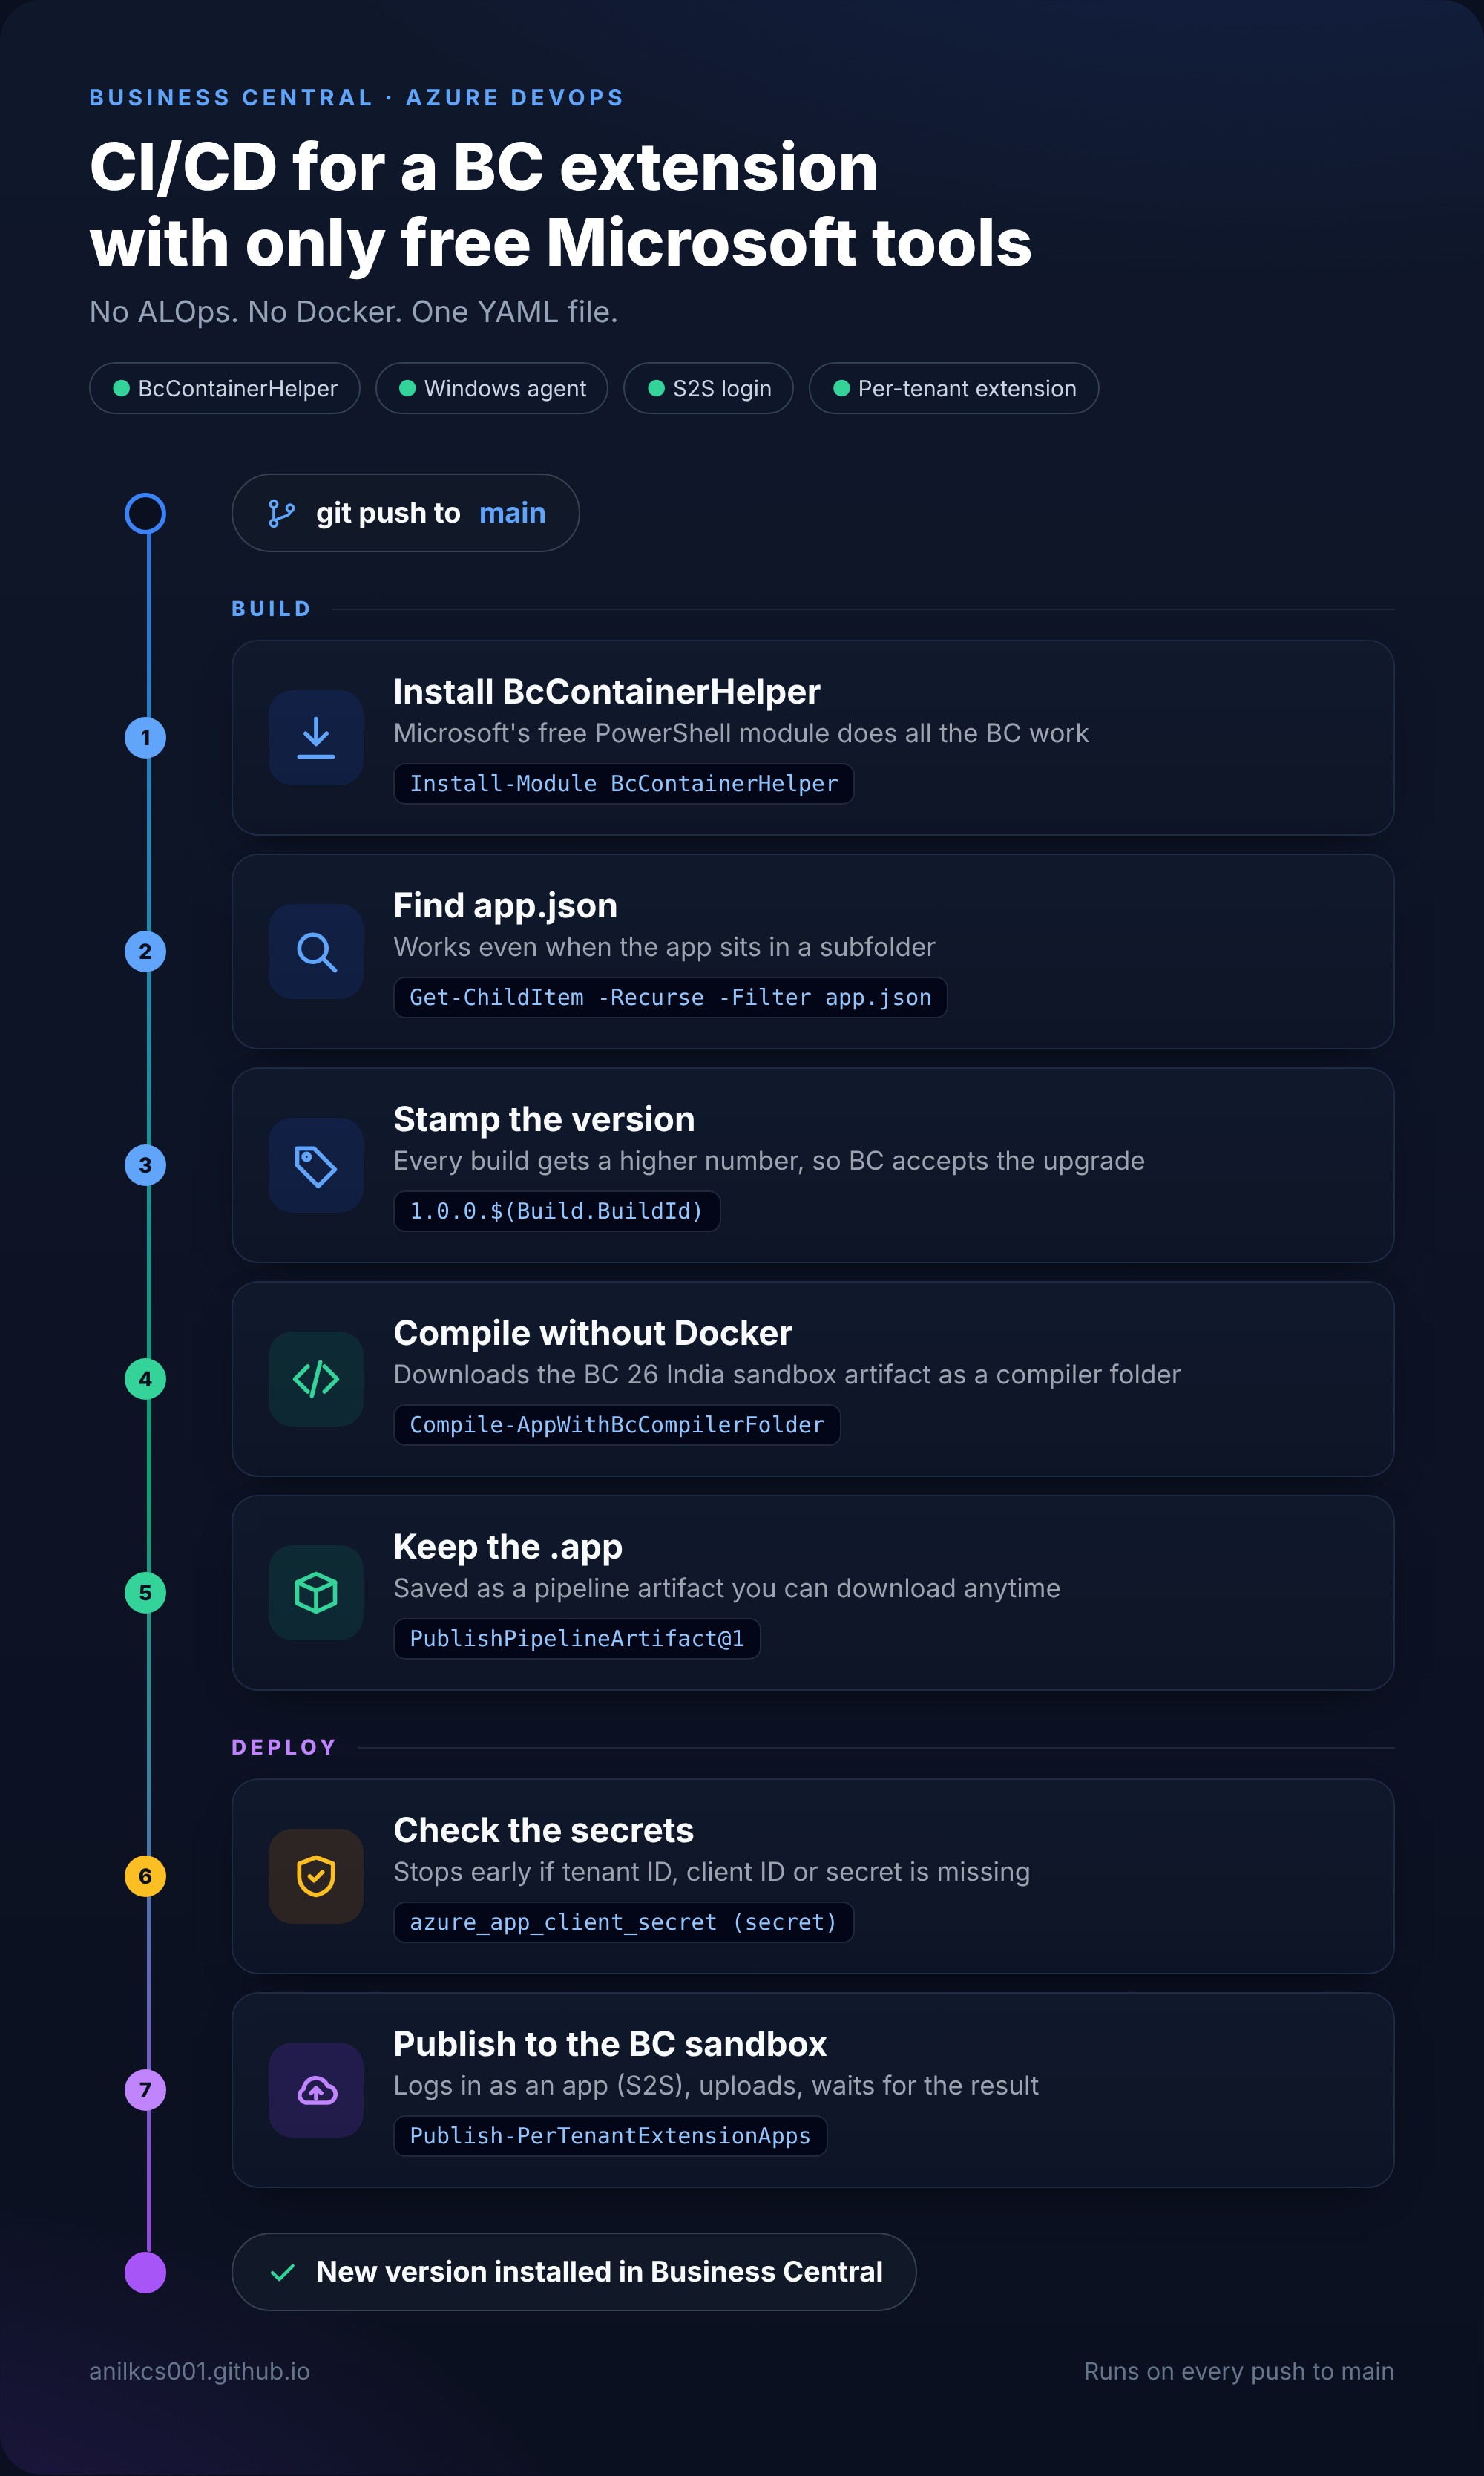 BUSINESS CENTRAL · AZURE DEVOPS
CI/CD for a BC extension
with only free Microsoft tools
No ALOps. No Docker. One YAML file.
BcContainerHelper
Windows agent
S2S login
Per-tenant extension
git push to main
BUILD
1
Install BcContainerHelper
Microsoft's free PowerShell module does all the BC work
Install-Module BcContainerHelper
2
Find app.json
Works even when the app sits in a subfolder
Get-ChildItem -Recurse -Filter app.json
3
Stamp the version
Every build gets a higher number, so BC accepts the upgrade
1.0.0.$(Build.BuildId)
4
Compile without Docker
Downloads the BC 26 India sandbox artifact as a compiler folder
Compile-AppWithBcCompilerFolder
5
Keep the .app
Saved as a pipeline artifact you can download anytime
PublishPipelineArtifact@1
DEPLOY
6
Check the secrets
Stops early if tenant ID, client ID or secret is missing
azure_app_client_secret (secret)
7
Publish to the BC sandbox
Logs in as an app (S2S), uploads, waits for the result
Publish-PerTenantExtensionApps
New version installed in Business Central
anilkcs001.github.io
Runs on every push to main